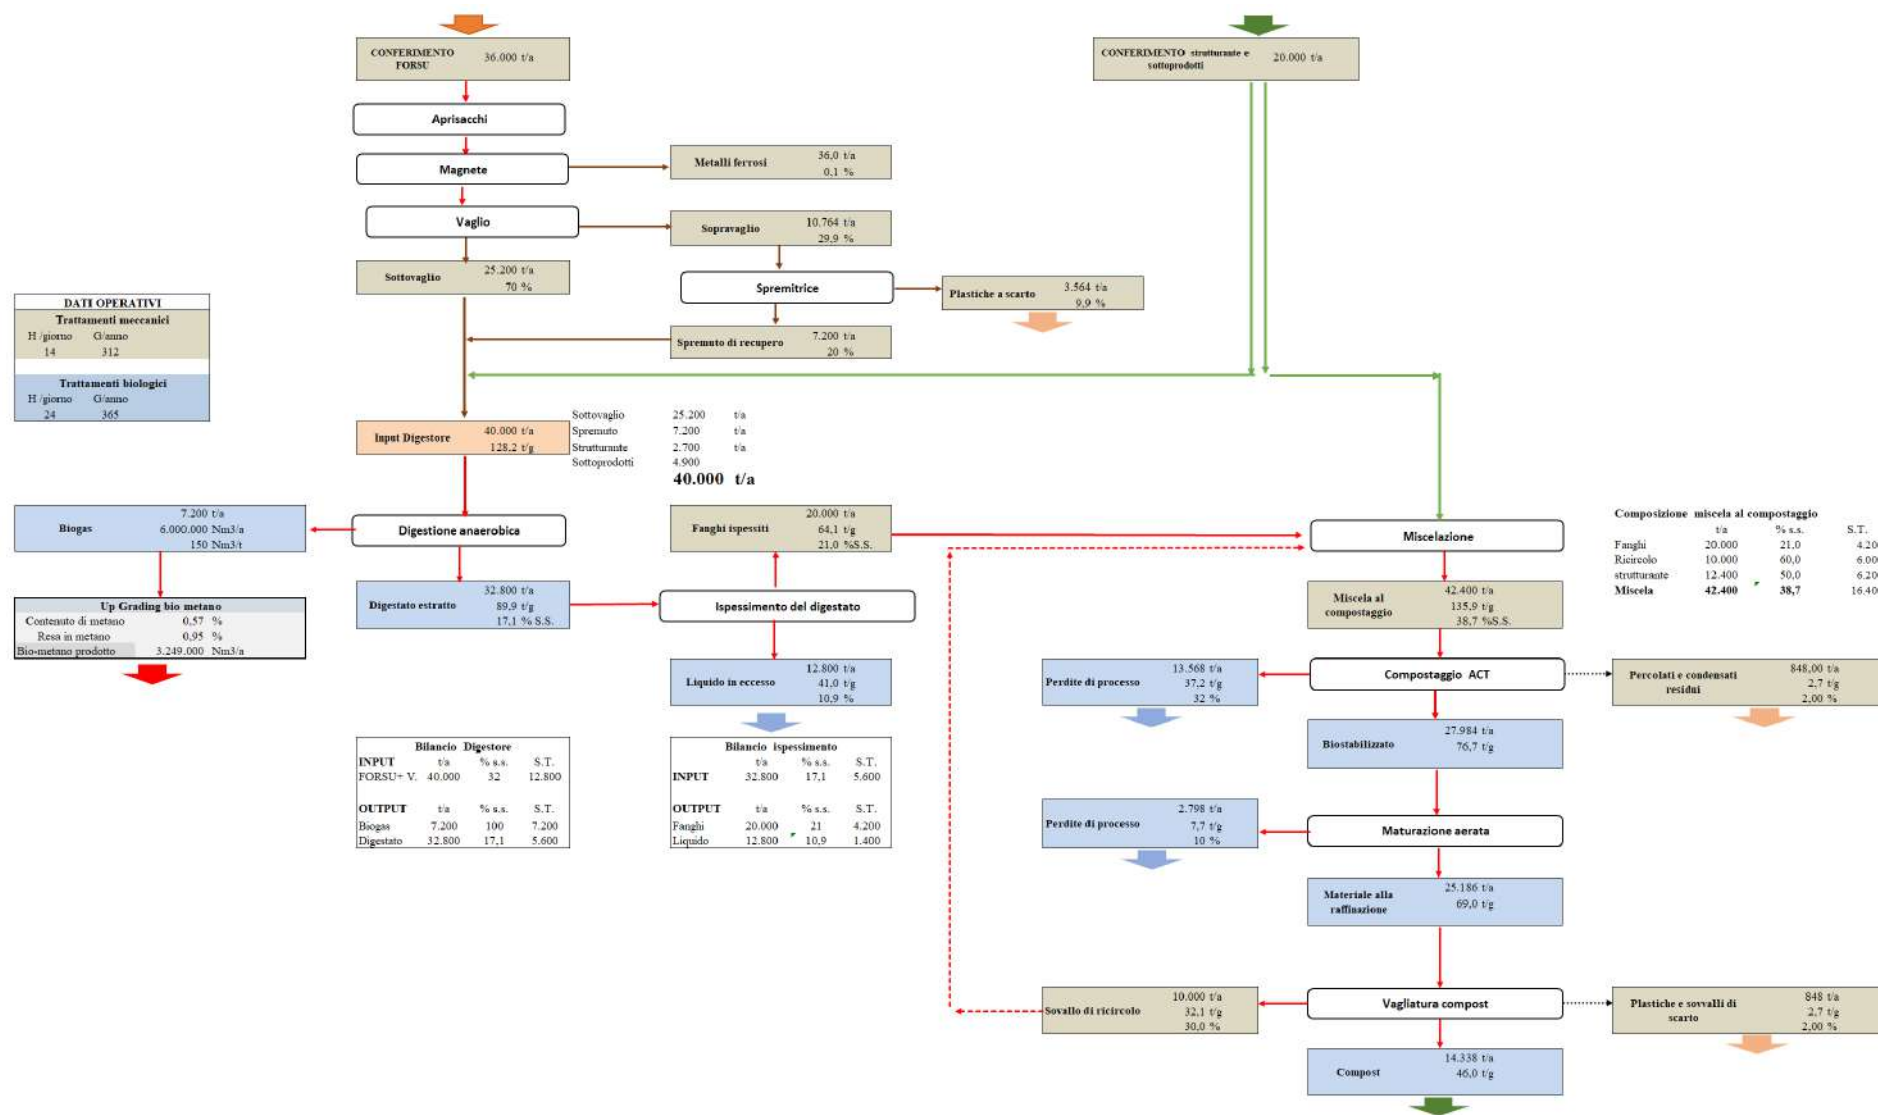 CONFERIMENTO FORSU 36.000 t/a
CONFERIMENTO strutturante e sottoprodotti 20.000 t/a
Aprisacchi
Magnete
Metalli ferrosi 36,0 t/a
0,1 %
Vaglio
Sopravaglio 10.764 t/a
29,9 %
Sottovaglio 25.200 t/a
70 %
Spremitrice
Plastiche a scarto 3.564 t/a
9,9 %
Spremuto di recupero 7.200 t/a
20 %
DATI OPERATIVI
Trattamenti meccanici
H /giorno G/anno
14 312
Trattamenti biologici
H /giorno G/anno
24 365
Input Digestore 40.000 t/a
128,2 t/g
Sottovaglio 25.200 t/a
Spremuto 7.200 t/a
Strutturante 2.700 t/a
Sottoprodotti 4.900
40.000 t/a
Biogas 7.200 t/a
6.000.000 Nm3/a
150 Nm3/t
Digestione anaerobica
Fanghi ispessiti 20.000 t/a
64,1 t/g
21,0 %S.S.
Miscelazione
Composizione miscela al compostaggio
t/a % s.s. S.T.
Fanghi 20.000 21,0 4.200
Ricircolo 10.000 60,0 6.000
strutturante 12.400 50,0 6.200
Miscela 42.400 38,7 16.400
Up Grading bio metano
Contenuto di metano 0,57 %
Resa in metano 0,95 %
Bio-metano prodotto 3.249.000 Nm3/a
Digestato estratto 32.800 t/a
89,9 t/g
17,1 % S.S.
Ispessimento del digestato
Miscela al compostaggio 42.400 t/a
135,9 t/g
38,7 %S.S.
Liquido in eccesso 12.800 t/a
41,0 t/g
10,9 %
Perdite di processo 13.568 t/a
37,2 t/g
32 %
Compostaggio ACT
Percolati e condensati residui 848,00 t/a
2,7 t/g
2,00 %
Biostabilizzato 27.984 t/a
76,7 t/g
Bilancio Digestore
INPUT t/a % s.s. S.T.
FORSU+ V. 40.000 32 12.800
OUTPUT t/a % s.s. S.T.
Biogas 7.200 100 7.200
Digestato 32.800 17,1 5.600
Bilancio ispessimento
t/a % s.s. S.T.
INPUT 32.800 17,1 5.600
OUTPUT t/a % s.s. S.T.
Fanghi 20.000 21 4.200
Liquido 12.800 10,9 1.400
Perdite di processo 2.798 t/a
7,7 t/g
10 %
Maturazione aerata
Materiale alla raffinazione 25.186 t/a
69,0 t/g
Sovallo di ricircolo 10.000 t/a
32,1 t/g
30,0 %
Vagliatura compost
Plastiche e sovvalli di scarto 848 t/a
2,7 t/g
2,00 %
Compost 14.338 t/a
46,0 t/g